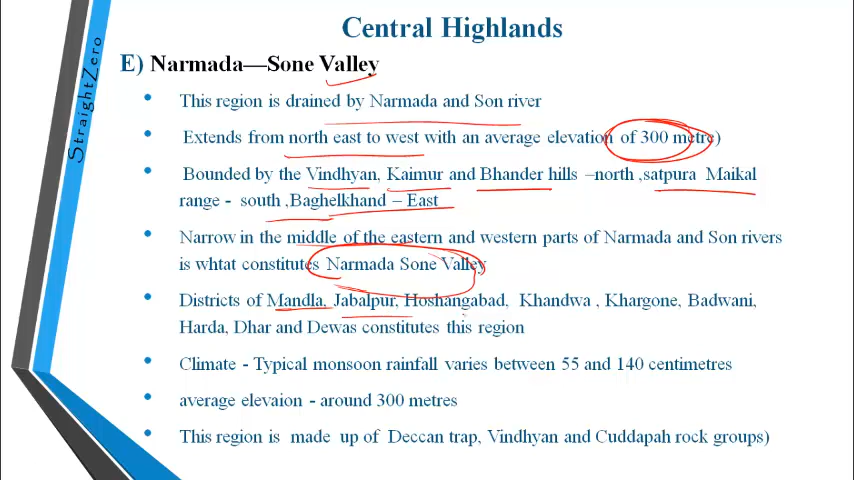 Central Highlands
StraightZero
E) Narmada—Sone Valley
• This region is drained by Narmada and Son river
• Extends from north east to west with an average elevation of 300 metre)
• Bounded by the Vindhyan, Kaimur and Bhander hills –north ,satpura Maikal
range - south ,Baghelkhand – East
• Narrow in the middle of the eastern and western parts of Narmada and Son rivers
is whtat constitutes Narmada Sone Valley
• Districts of Mandla, Jabalpur, Hoshangabad, Khandwa , Khargone, Badwani,
Harda, Dhar and Dewas constitutes this region
• Climate - Typical monsoon rainfall varies between 55 and 140 centimetres
• average elevaion - around 300 metres
• This region is made up of Deccan trap, Vindhyan and Cuddapah rock groups)